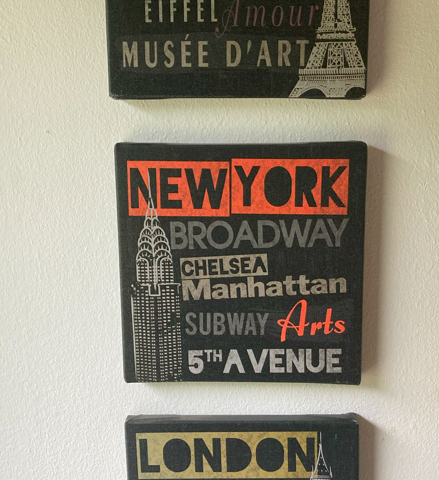 EIFFEL Amour
MUSÉE D'ART
NEW YORK
BROADWAY
CHELSEA
Manhattan
SUBWAY Arts
5TH AVENUE
LONDON